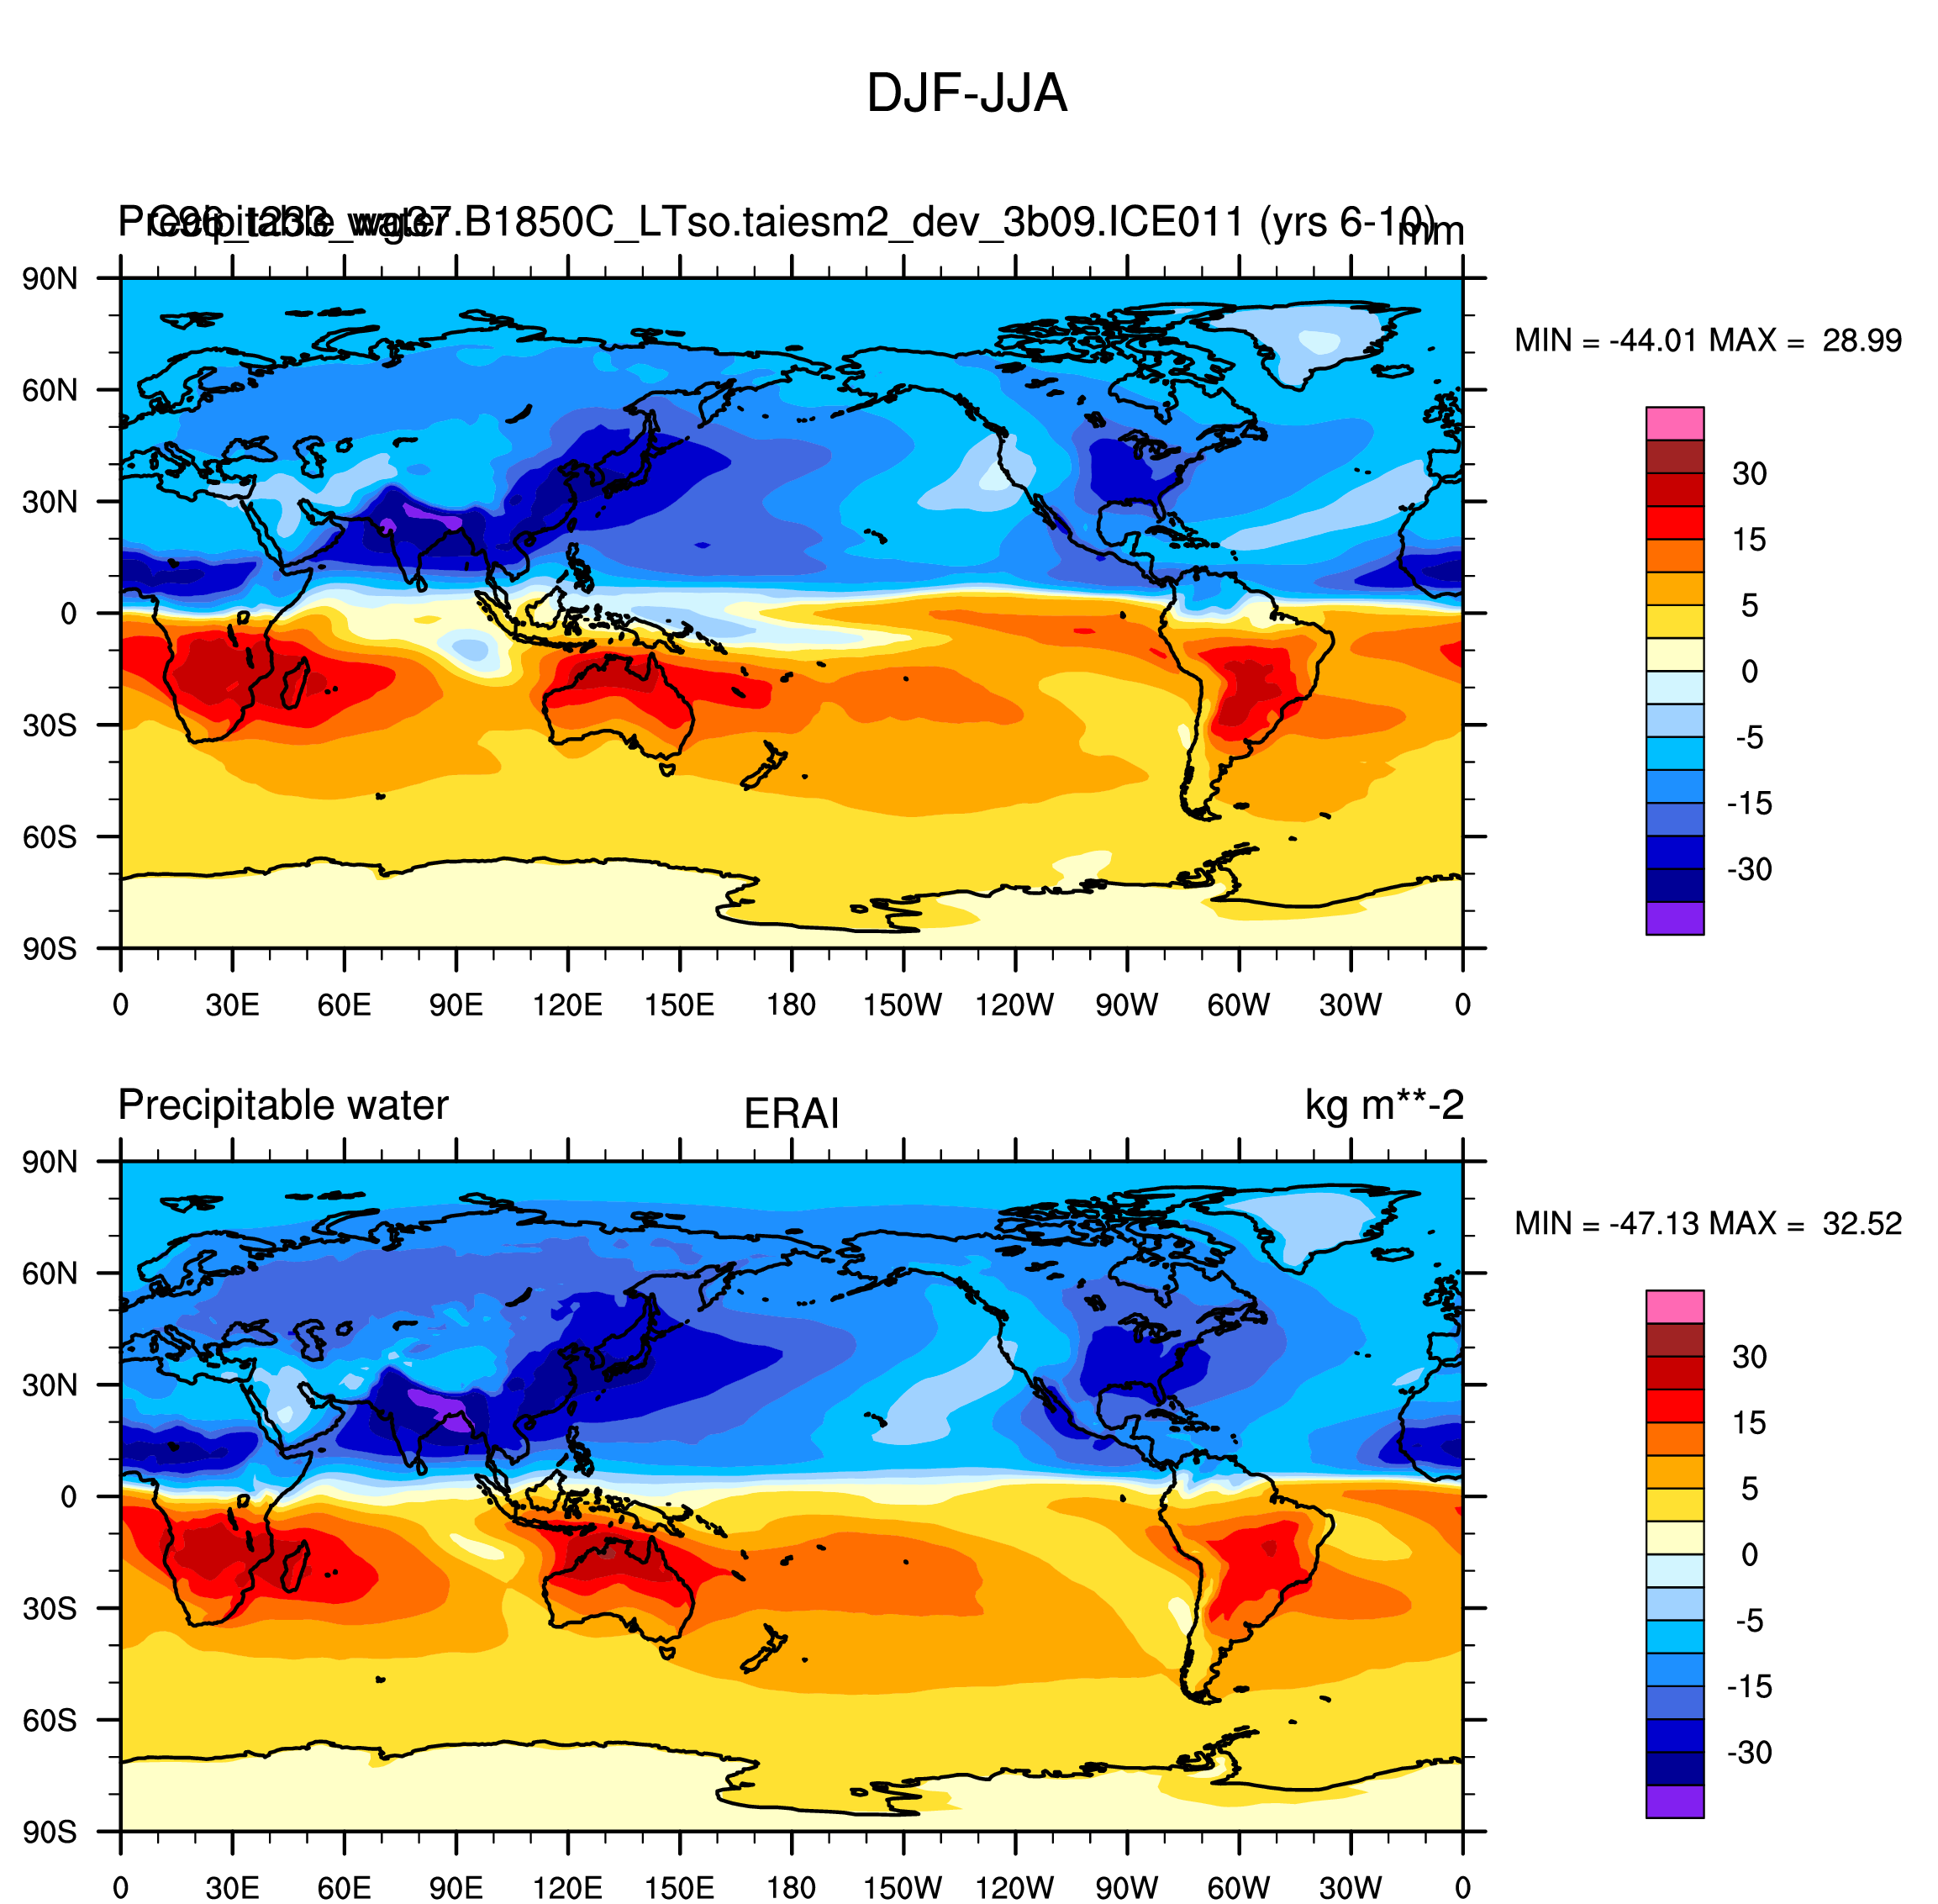 DJF-JJA
Precipitable water C96_t233_wg37.B1850C_LTso.taiesm2_dev_3b09.ICE011 (yrs 6-10) mm
MIN = -44.01 MAX = 28.99
90N
60N
30N
0
30S
60S
90S
0 30E 60E 90E 120E 150E 180 150W 120W 90W 60W 30W 0
30
15
5
0
-5
-15
-30
Precipitable water ERAI kg m**-2
MIN = -47.13 MAX = 32.52
90N
60N
30N
0
30S
60S
90S
0 30E 60E 90E 120E 150E 180 150W 120W 90W 60W 30W 0
30
15
5
0
-5
-15
-30